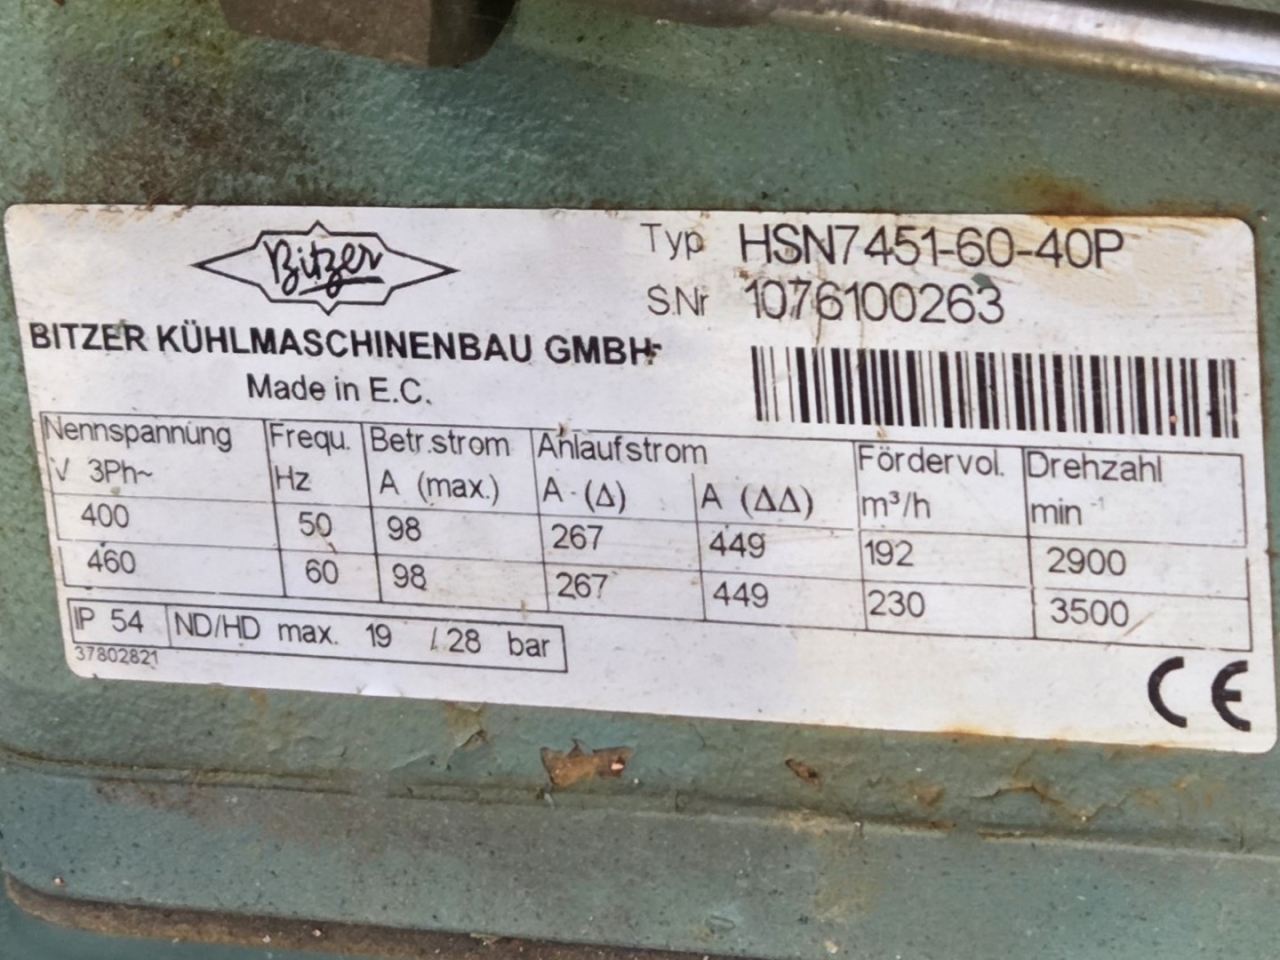 Bitzer
Typ HSN7451-60-40P
S.Nr 1076100263
BITZER KÜHLMASCHINENBAU GMBH
Made in E.C.
Nennspannung Frequ. Betr.strom Anlaufstrom Fördervol. Drehzahl
V 3Ph~ Hz A (max.) A (Δ) A (ΔΔ) m³/h min⁻¹
400 50 98 267 449 192 2900
460 60 98 267 449 230 3500
IP 54 ND/HD max. 19 / 28 bar
37802821
CE